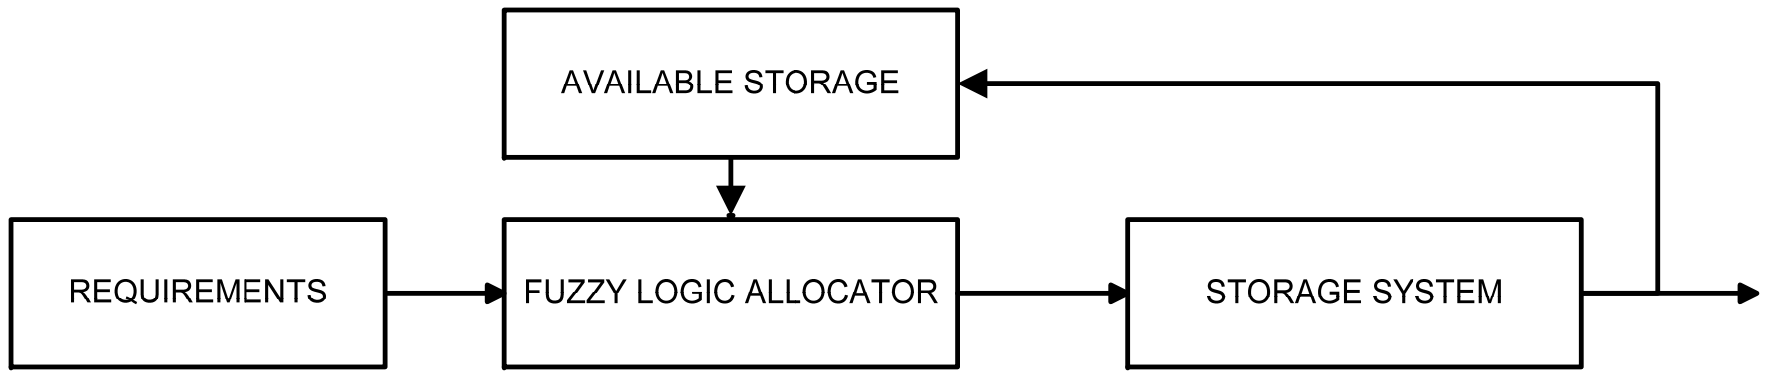 AVAILABLE STORAGE
REQUIREMENTS
FUZZY LOGIC ALLOCATOR
STORAGE SYSTEM